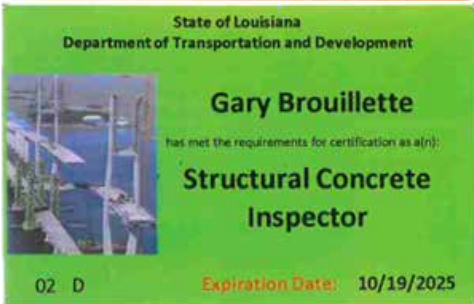 State of Louisiana
Department of Transportation and Development
Gary Brouillette
has met the requirements for certification as a(n):
Structural Concrete
Inspector
02 D
Expiration Date: 10/19/2025